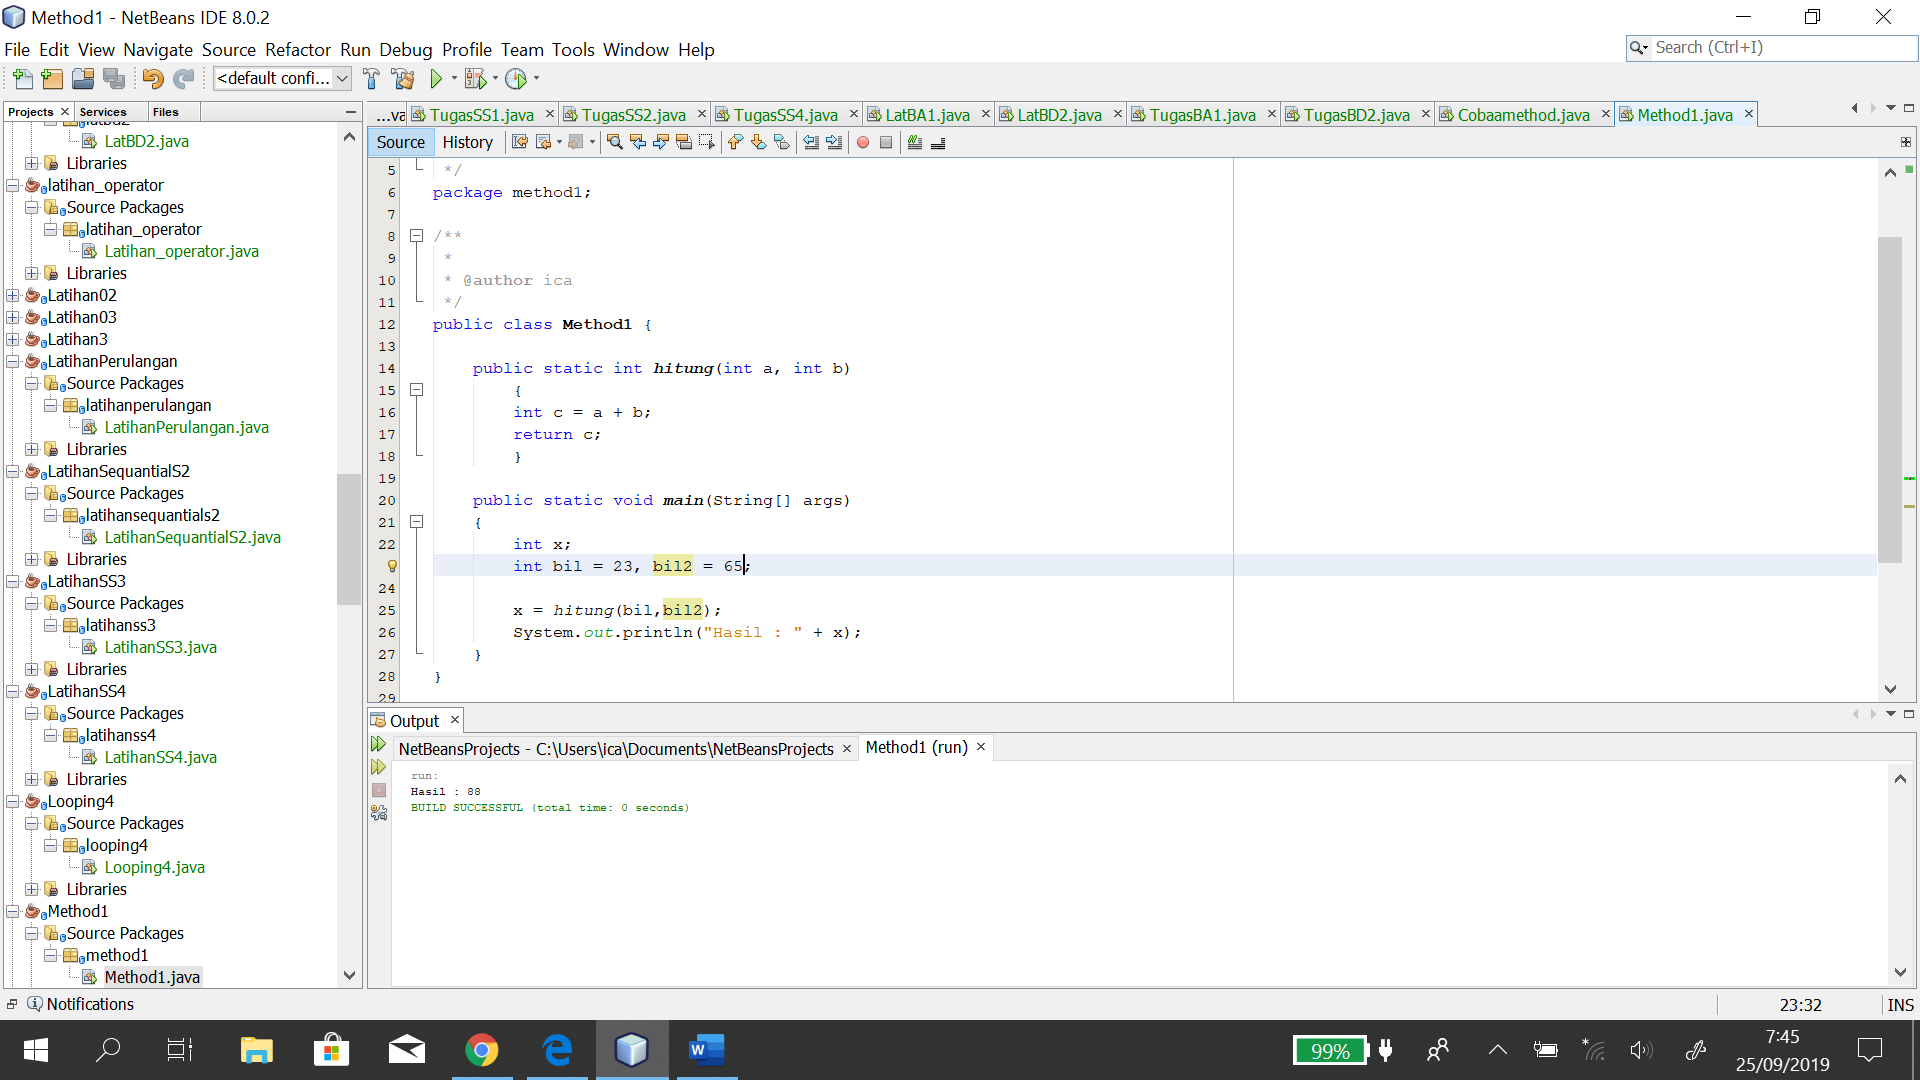 Method1 - NetBeans IDE 8.0.2
File Edit View Navigate Source Refactor Run Debug Profile Team Tools Window Help
Search (Ctrl+I)
<default confi...
Projects Services Files
LatBD2.java
Libraries
latihan_operator
Source Packages
latihan_operator
Latihan_operator.java
Libraries
Latihan02
Latihan03
Latihan3
LatihanPerulangan
Source Packages
latihanperulangan
LatihanPerulangan.java
Libraries
LatihanSequantialS2
Source Packages
latihansequantials2
LatihanSequantialS2.java
Libraries
LatihanSS3
Source Packages
latihanss3
LatihanSS3.java
Libraries
LatihanSS4
Source Packages
latihanss4
LatihanSS4.java
Libraries
Looping4
Source Packages
looping4
Looping4.java
Libraries
Method1
Source Packages
method1
Method1.java
...va TugasSS1.java TugasSS2.java TugasSS4.java LatBA1.java LatBD2.java TugasBA1.java TugasBD2.java Cobaamethod.java Method1.java
Source History
5 */
6 package method1;
7
8 /**
9 *
10 * @author ica
11 */
12 public class Method1 {
13
14 public static int hitung(int a, int b)
15 {
16 int c = a + b;
17 return c;
18 }
19
20 public static void main(String[] args)
21 {
22 int x;
int bil = 23, bil2 = 65;
24
25 x = hitung(bil,bil2);
26 System.out.println("Hasil : " + x);
27 }
28 }
29
Output
NetBeansProjects - C:\Users\ica\Documents\NetBeansProjects Method1 (run)
run:
Hasil : 88
BUILD SUCCESSFUL (total time: 0 seconds)
Notifications
23:32 INS
99%
7:45
25/09/2019